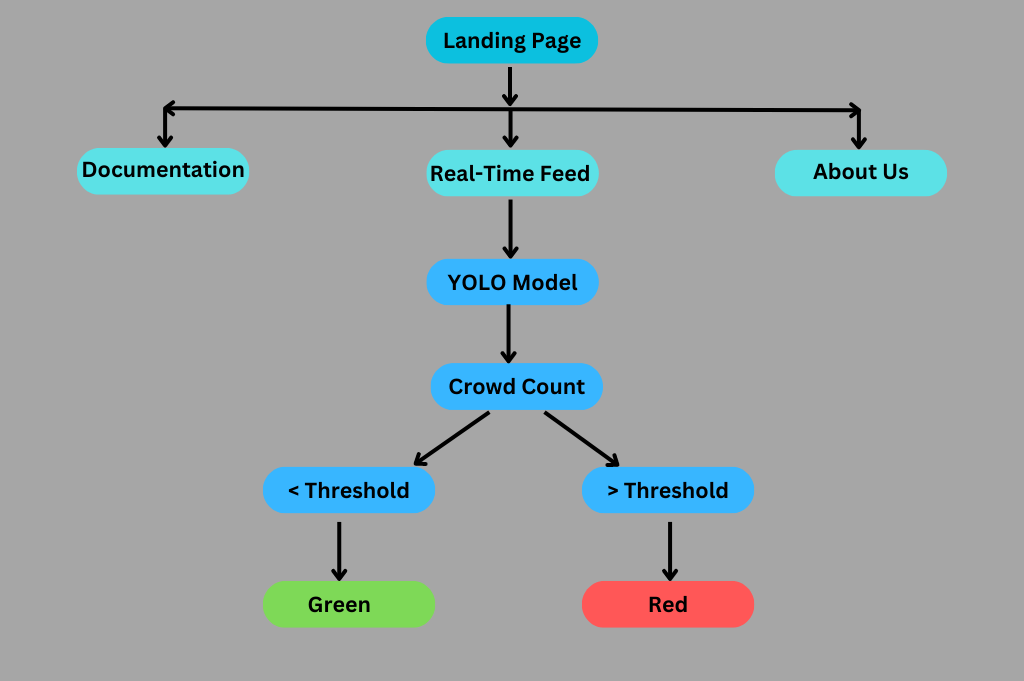 Landing Page
Documentation
Real-Time Feed
About Us
YOLO Model
Crowd Count
< Threshold
> Threshold
Green
Red